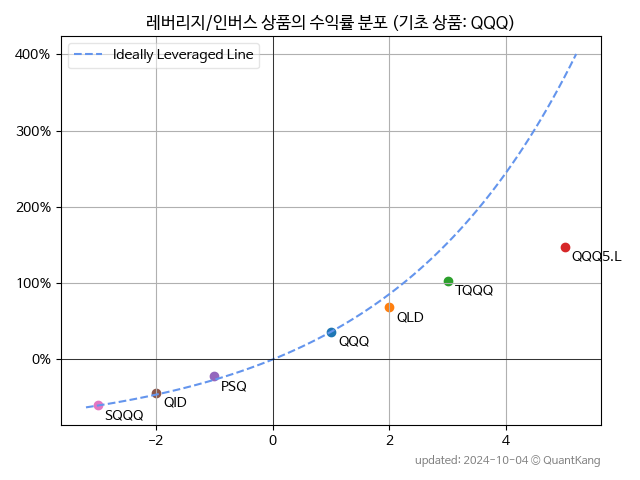 레버리지/인버스 상품의 수익률 분포 (기초 상품: QQQ)
Ideally Leveraged Line
400%
300%
200%
100%
0%
QQQ5.L
TQQQ
QLD
QQQ
PSQ
QID
SQQQ
−2 0 2 4
updated: 2024-10-04 © QuantKang